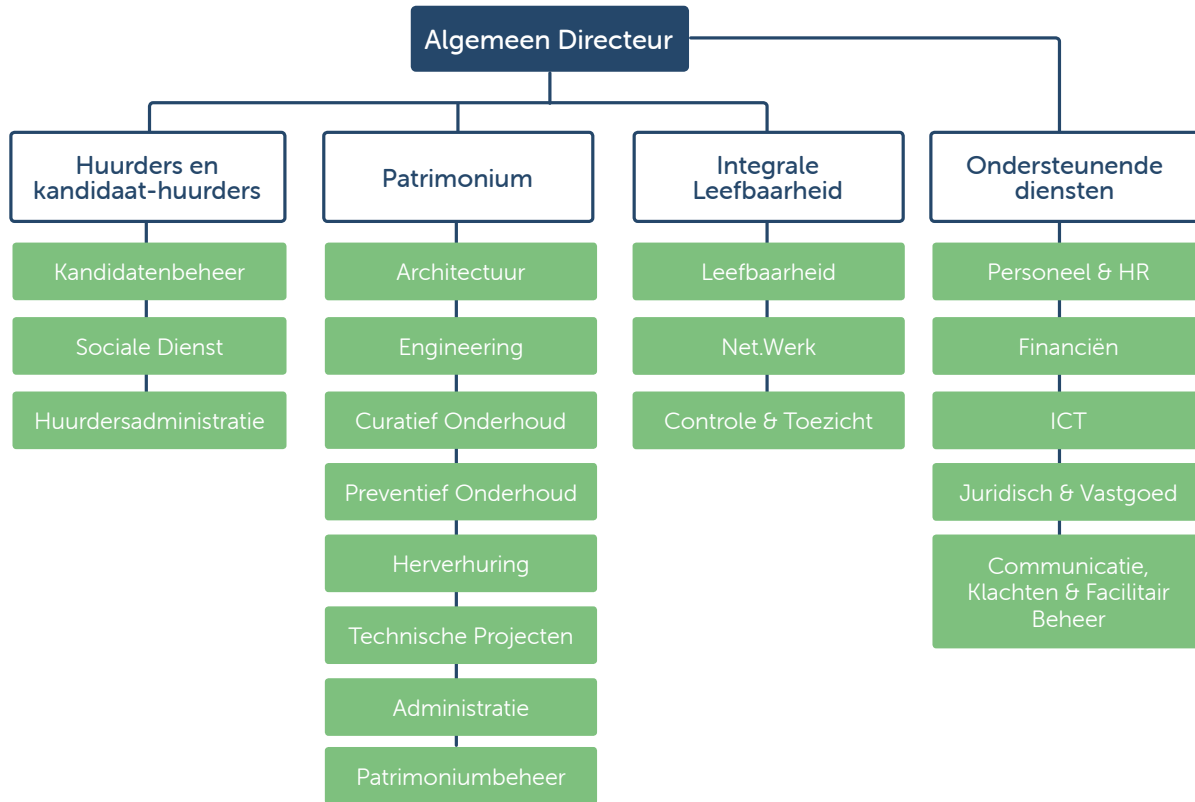 Algemeen Directeur
Huurders en
kandidaat-huurders
Kandidatenbeheer
Sociale Dienst
Huurdersadministratie
Patrimonium
Architectuur
Engineering
Curatief Onderhoud
Preventief Onderhoud
Herverhuring
Technische Projecten
Administratie
Patrimoniumbeheer
Integrale
Leefbaarheid
Leefbaarheid
Net.Werk
Controle & Toezicht
Ondersteunende
diensten
Personeel & HR
Financiën
ICT
Juridisch & Vastgoed
Communicatie,
Klachten & Facilitair
Beheer